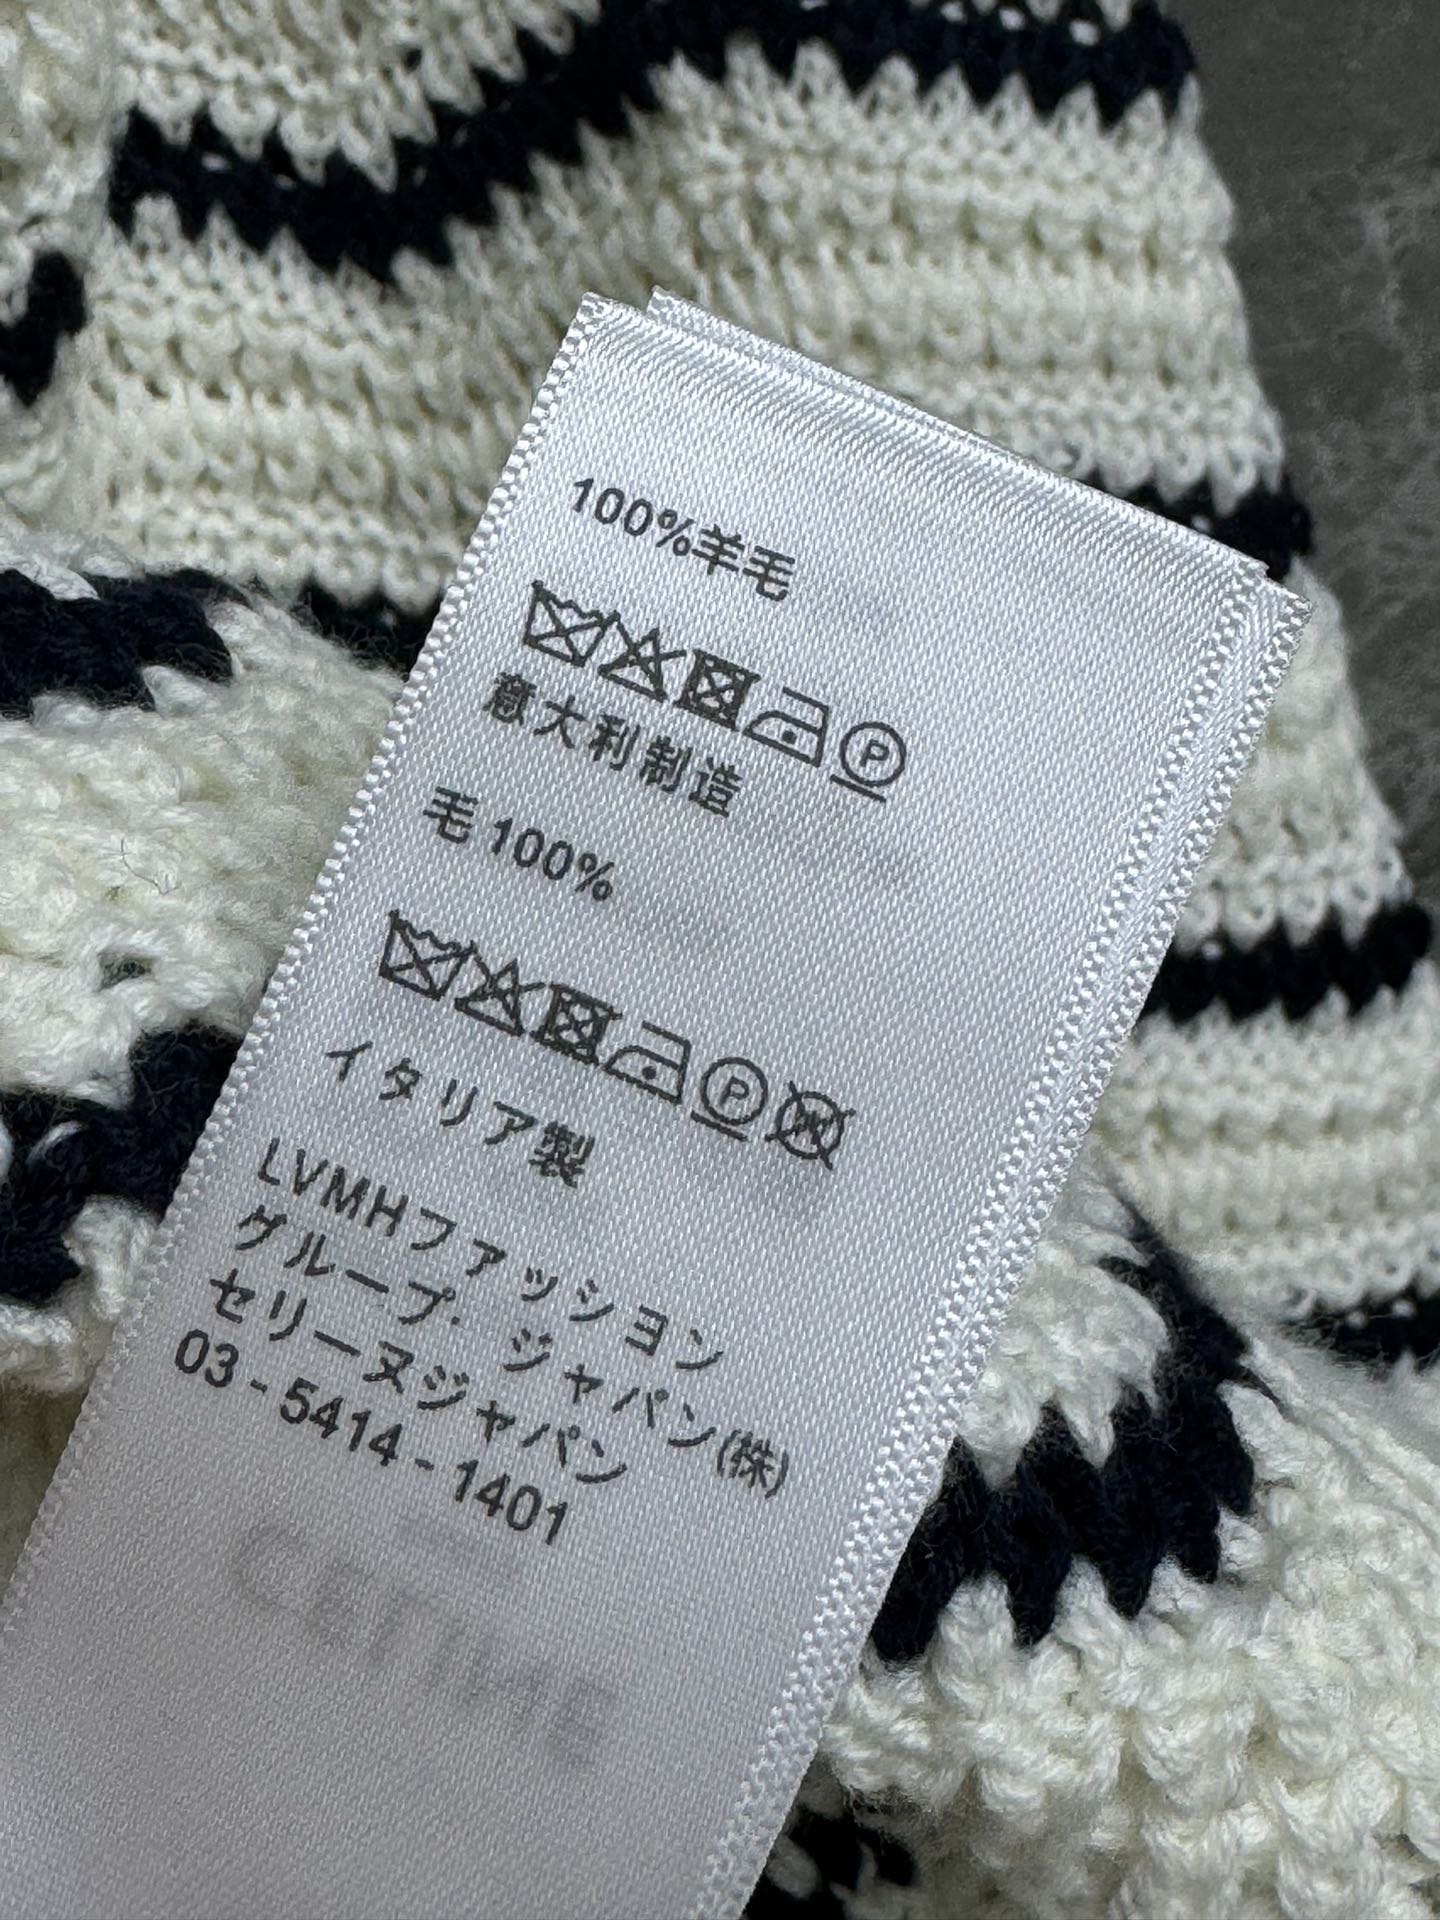 100%羊毛
P
意大利制造
毛 100%
P W
イタリア製
LVMHファッション
グループ・ジャパン(株)
セリーヌジャパン
03-5414-1401